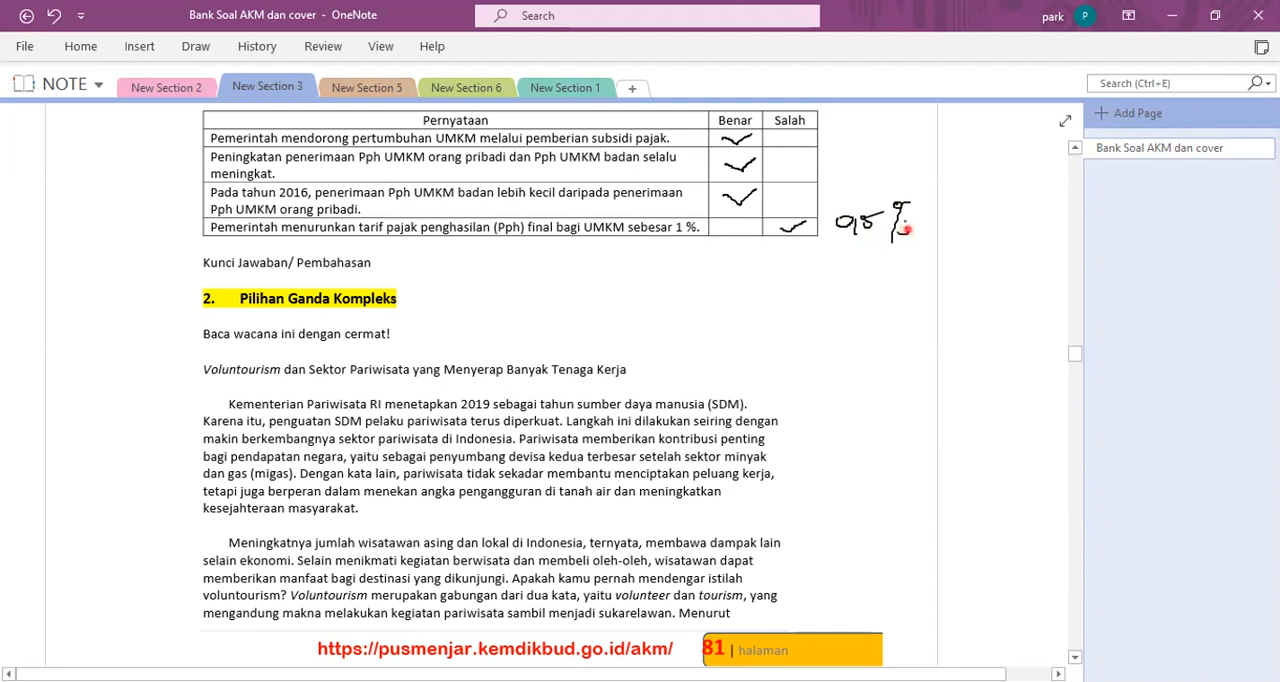 Bank Soal AKM dan cover - OneNote
Search
park
P
File Home Insert Draw History Review View Help
NOTE
New Section 2 New Section 3 New Section 5 New Section 6 New Section 1 +
Search (Ctrl+E)
Add Page
Bank Soal AKM dan cover
Pernyataan Benar Salah
Pemerintah mendorong pertumbuhan UMKM melalui pemberian subsidi pajak.
Peningkatan penerimaan Pph UMKM orang pribadi dan Pph UMKM badan selalu
meningkat.
Pada tahun 2016, penerimaan Pph UMKM badan lebih kecil daripada penerimaan
Pph UMKM orang pribadi.
Pemerintah menurunkan tarif pajak penghasilan (Pph) final bagi UMKM sebesar 1 %.
0,5 %
Kunci Jawaban/ Pembahasan
2. Pilihan Ganda Kompleks
Baca wacana ini dengan cermat!
Voluntourism dan Sektor Pariwisata yang Menyerap Banyak Tenaga Kerja
Kementerian Pariwisata RI menetapkan 2019 sebagai tahun sumber daya manusia (SDM).
Karena itu, penguatan SDM pelaku pariwisata terus diperkuat. Langkah ini dilakukan seiring dengan
makin berkembangnya sektor pariwisata di Indonesia. Pariwisata memberikan kontribusi penting
bagi pendapatan negara, yaitu sebagai penyumbang devisa kedua terbesar setelah sektor minyak
dan gas (migas). Dengan kata lain, pariwisata tidak sekadar membantu menciptakan peluang kerja,
tetapi juga berperan dalam menekan angka pengangguran di tanah air dan meningkatkan
kesejahteraan masyarakat.
Meningkatnya jumlah wisatawan asing dan lokal di Indonesia, ternyata, membawa dampak lain
selain ekonomi. Selain menikmati kegiatan berwisata dan membeli oleh-oleh, wisatawan dapat
memberikan manfaat bagi destinasi yang dikunjungi. Apakah kamu pernah mendengar istilah
voluntourism? Voluntourism merupakan gabungan dari dua kata, yaitu volunteer dan tourism, yang
mengandung makna melakukan kegiatan pariwisata sambil menjadi sukarelawan. Menurut
https://pusmenjar.kemdikbud.go.id/akm/
81 | halaman